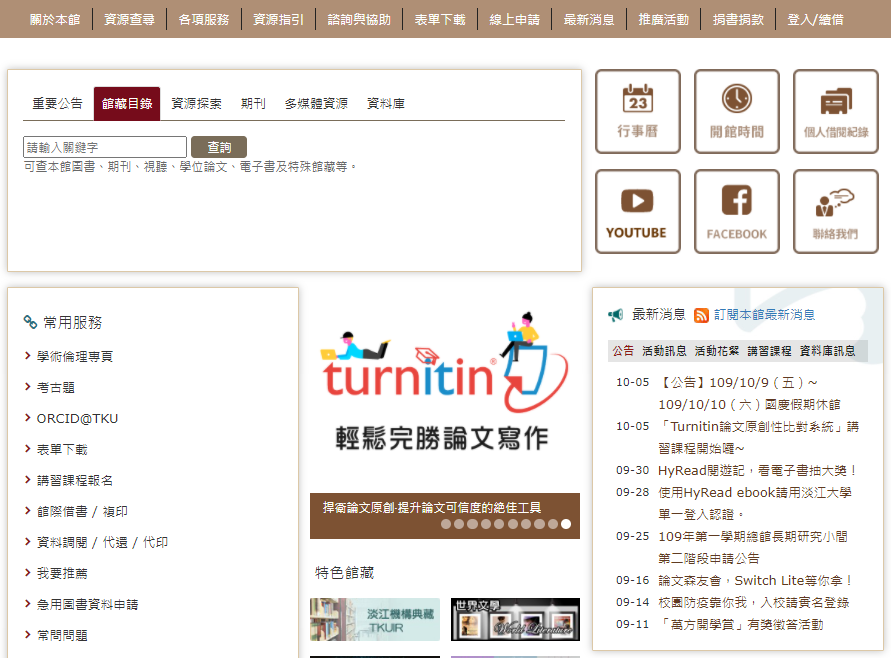 關於本館 資源查尋 各項服務 資源指引 諮詢與協助 表單下載 線上申請 最新消息 推廣活動 捐書捐款 登入/續借
重要公告 館藏目錄 資源探索 期刊 多媒體資源 資料庫
請輸入關鍵字 查詢
可查本館圖書、期刊、視聽、學位論文、電子書及特殊館藏等。
23
行事曆 開館時間 個人借閱紀錄
YOUTUBE FACEBOOK 聯絡我們
常用服務
學術倫理專頁
考古題
ORCID@TKU
表單下載
講習課程報名
館際借書 / 複印
資料調閱 / 代還 / 代印
我要推薦
急用圖書資料申請
常問問題
turnitin®
輕鬆完勝論文寫作
捍衛論文原創‧提升論文可信度的絕佳工具
特色館藏
淡江機構典藏
TKUIR
世界文學
World Literature
最新消息 訂閱本館最新消息
公告 活動訊息 活動花絮 講習課程 資料庫訊息
10-05 【公告】109/10/9（五）~
109/10/10（六）國慶假期休館
10-05 「Turnitin論文原創性比對系統」講
習課程開始囉~
09-30 HyRead閱遊記，看電子書抽大獎！
09-28 使用HyRead ebook請用淡江大學
單一登入認證。
09-25 109年第一學期總館長期研究小間
第二階段申請公告
09-16 論文森友會，Switch Lite等你拿！
09-14 校園防疫靠你我，入校請實名登錄
09-11 「萬方開學賞」有獎徵答活動